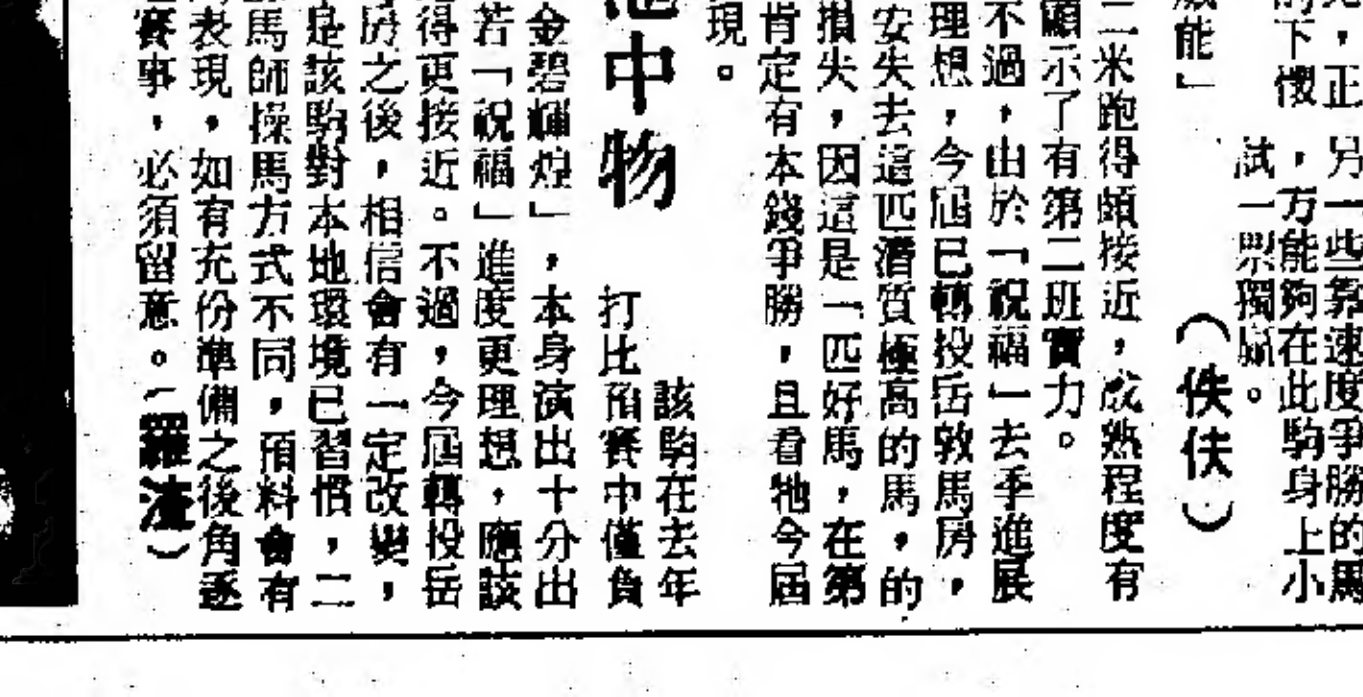 ，正　另一些靠速度爭勝的馬
的下懷，方能夠在此駒身上小
試一票獨贏。
威能」　（佚佚）
二米跑得頗接近，成熟程度有
顯示了有第二班實力。
不過，由於「祝福」去季進展
理想，今屆已轉投岳敦馬房，
安失去這匹潛質極高的馬，的
損失，因這是一匹好馬，在第
肯定有本錢爭勝，且看牠今屆
現。
池中物
該駒在去年
打比預賽中僅負
金碧輝煌」，本身演出十分出
若「祝福」進度更理想，應該
得更接近。不過，今屆轉投岳
房之後，相信會有一定改變，
是該駒對本地環境已習慣，二
馬師操馬方式不同，預料會有
表現，如有充份準備之後角逐
賽事，必須留意。（羅渣）